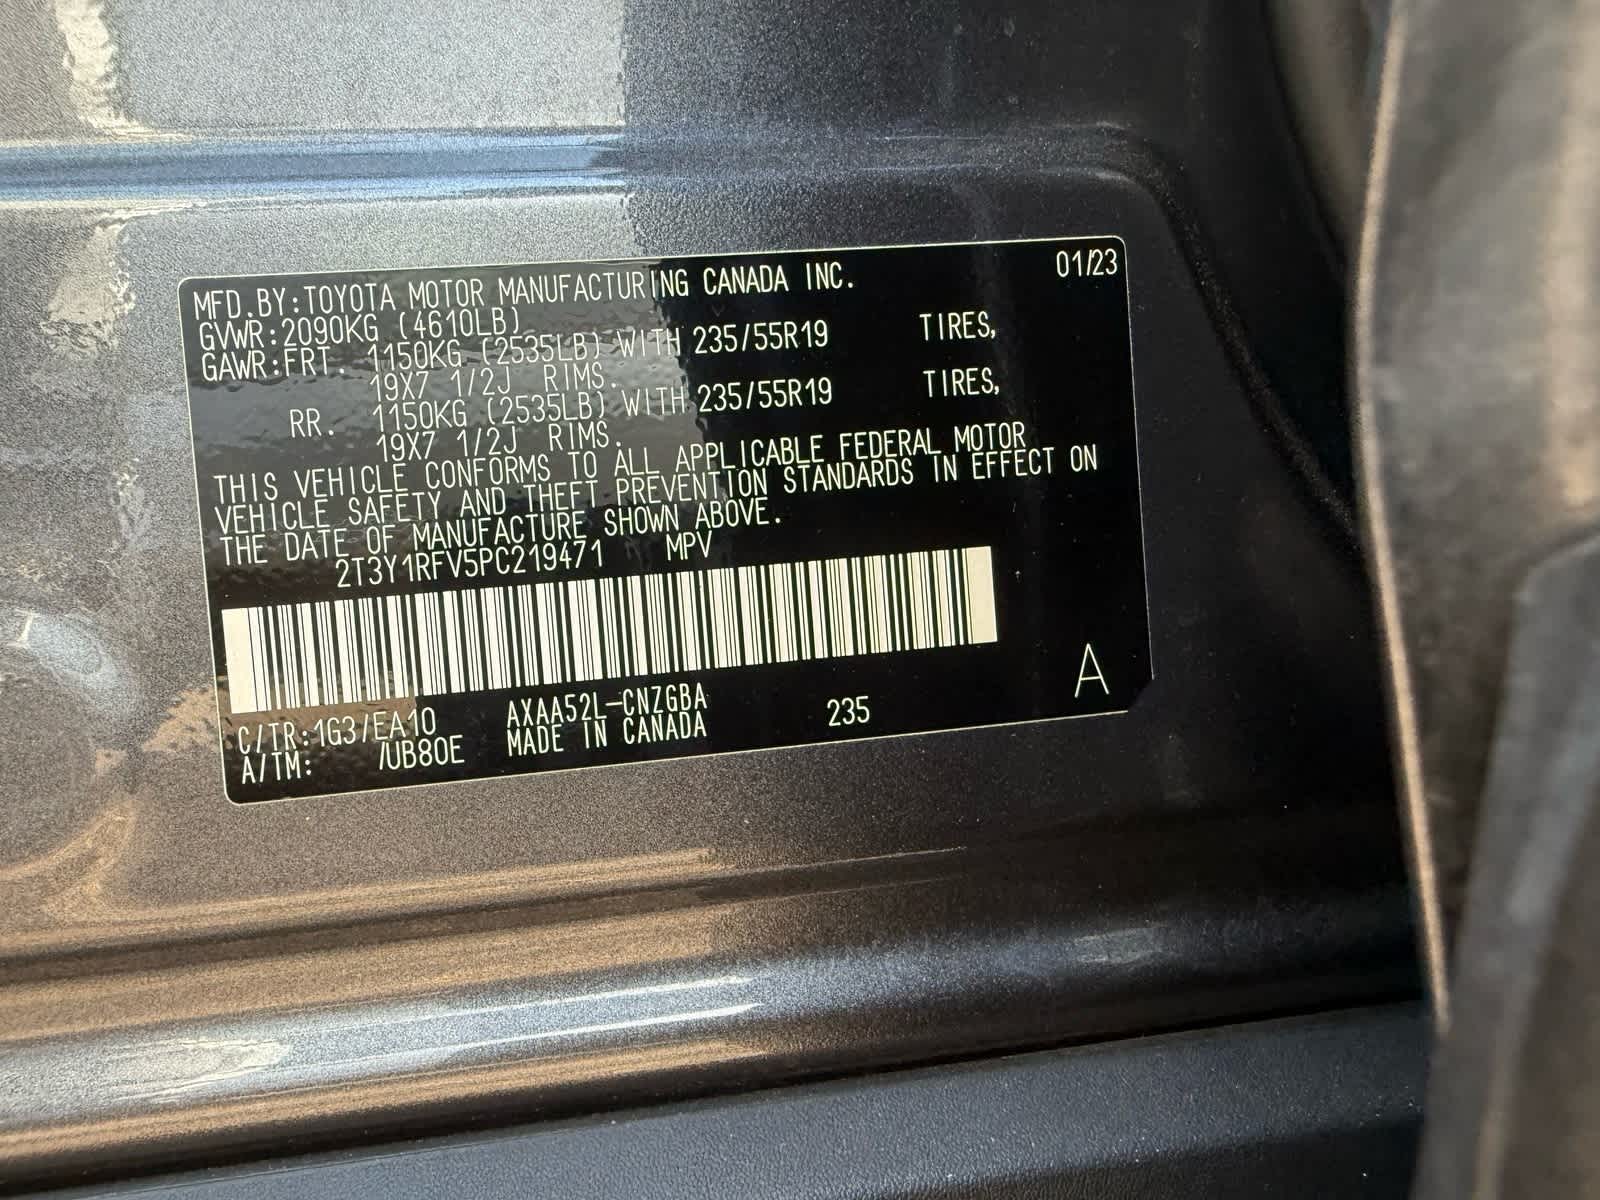 MFD.BY:TOYOTA MOTOR MANUFACTURING CANADA INC. 01/23
GVWR:2090KG (4610LB)
GAWR:FRT. 1150KG (2535LB) WITH 235/55R19 TIRES,
19X7 1/2J RIMS.
RR. 1150KG (2535LB) WITH 235/55R19 TIRES,
19X7 1/2J RIMS.
THIS VEHICLE CONFORMS TO ALL APPLICABLE FEDERAL MOTOR
VEHICLE SAFETY AND THEFT PREVENTION STANDARDS IN EFFECT ON
THE DATE OF MANUFACTURE SHOWN ABOVE.
2T3Y1RFV5PC219471 MPV
C/TR:1G3/EA10 AXAA52L-CNZGBA 235 A
A/TM: /UB80E MADE IN CANADA